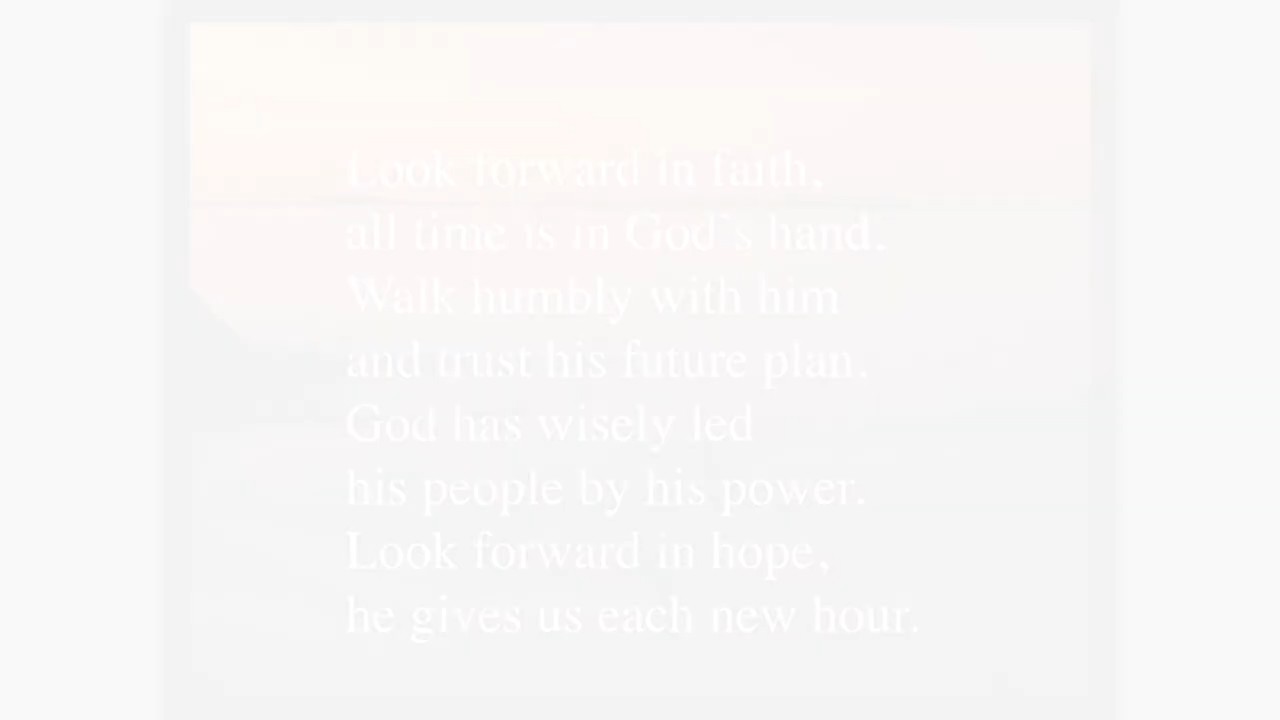 Look forward in faith,
all time is in God's hand.
Walk humbly with him
and trust his future plan.
God has wisely led
his people by his power.
Look forward in hope,
he gives us each new hour.